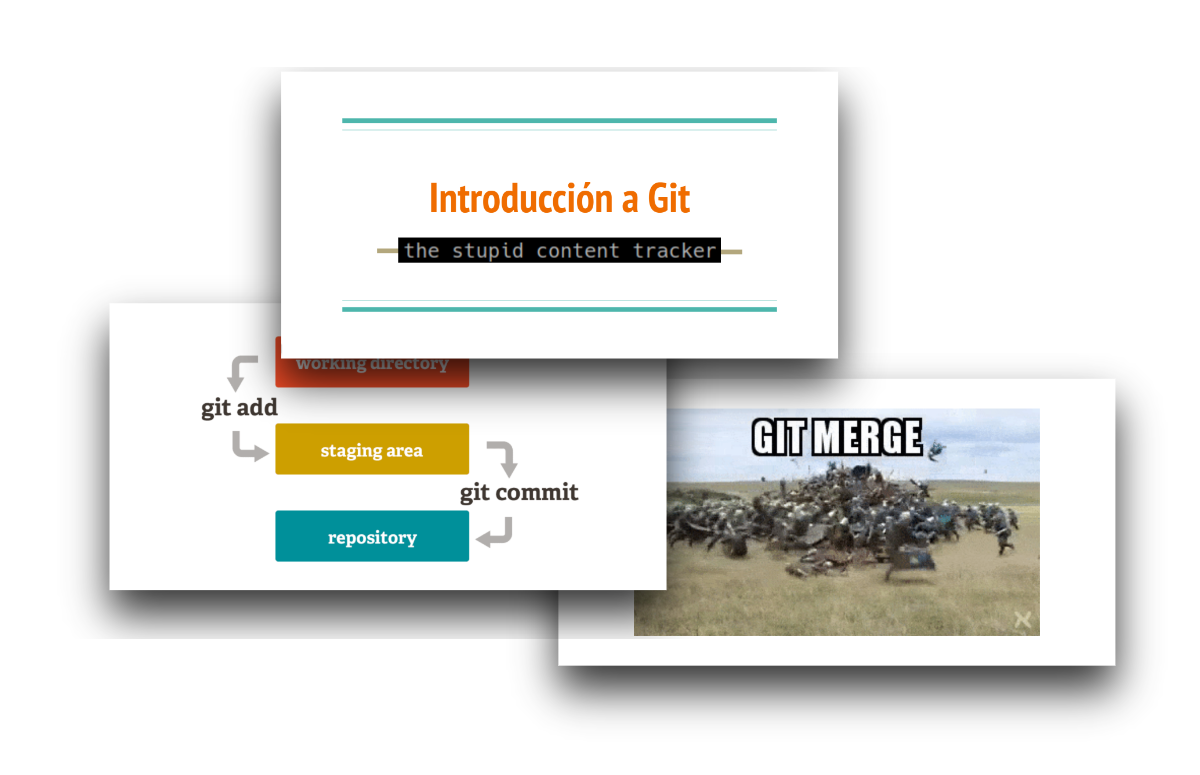 Introducción a Git
the stupid content tracker
working directory
git add
staging area
git commit
repository
GIT MERGE